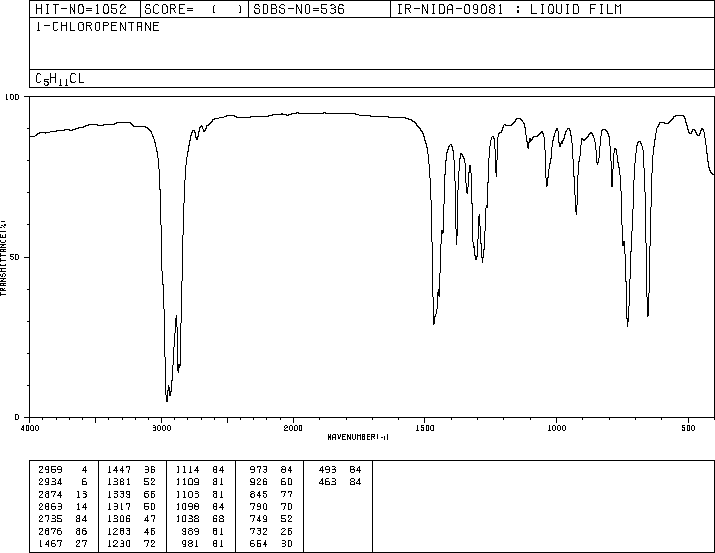 HIT-NO=1052 SCORE= ( ) SDBS-NO=536 IR-NIDA-09081 : LIQUID FILM
1-CHLOROPENTANE
C₅H₁₁CL
100
50
0
TRANSMITTANCE(%)
4000 3000 2000 1500 1000 500
WAVENUMBER(-1)
2959 4 1447 36 1114 84 973 84 493 84
2934 6 1381 52 1109 81 926 60 463 84
2874 13 1339 66 1103 81 845 77
2863 14 1317 60 1098 84 790 70
2735 84 1306 47 1038 68 749 52
2676 86 1283 46 989 81 732 26
1467 27 1230 72 981 81 654 30